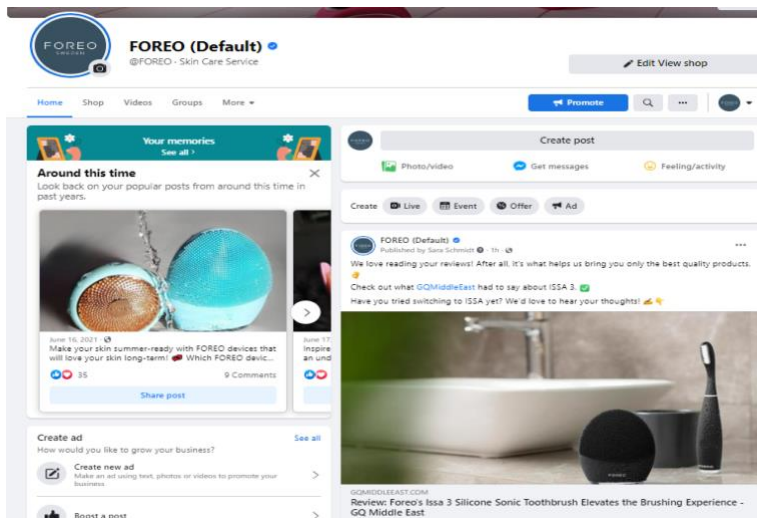 FOREO
SWEDEN
FOREO (Default)
@FOREO · Skin Care Service
Edit View shop
Home Shop Videos Groups More
Promote
Your memories
See all
Around this time
Look back on your popular posts from around this time in
past years.
June 16, 2021 ·
Make your skin summer-ready with FOREO devices that
will love your skin long-term! Which FOREO devic...
35
9 Comments
Share post
June 17
Inspire
an und
Create ad
See all
How would you like to grow your business?
Create new ad
Make an ad using text, photos or videos to promote your
business
Boost a post
Create post
Photo/video Get messages Feeling/activity
Create Live Event Offer Ad
FOREO (Default)
Published by Sara Schmidt · 1h ·
We love reading your reviews! After all, it's what helps us bring you only the best quality products.
Check out what GQMiddleEast had to say about ISSA 3.
Have you tried switching to ISSA yet? We'd love to hear your thoughts!
FOREO
GQMIDDLEEAST.COM
Review: Foreo's Issa 3 Silicone Sonic Toothbrush Elevates the Brushing Experience -
GQ Middle East